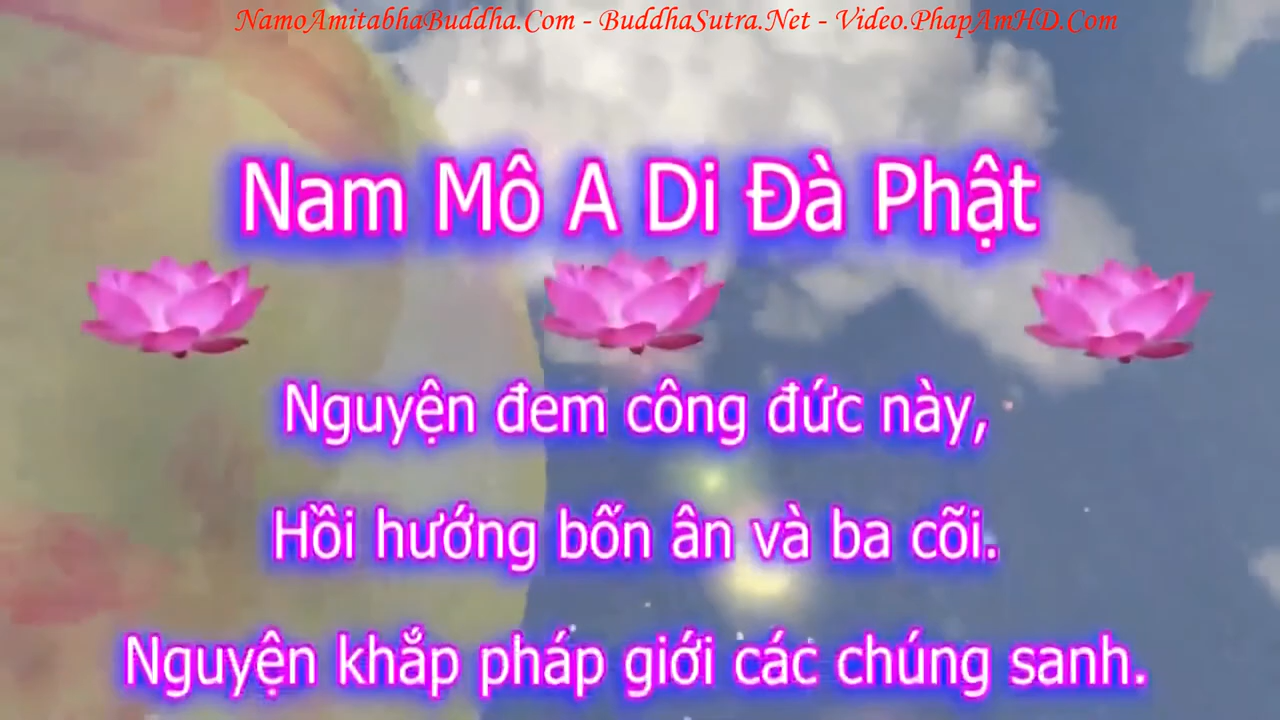 NamoAmitabhaBuddha.Com - BuddhaSutra.Net - Video.PhapAmHD.Com
Nam Mô A Di Đà Phật
Nguyện đem công đức này,
Hồi hướng bốn ân và ba cõi.
Nguyện khắp pháp giới các chúng sanh.